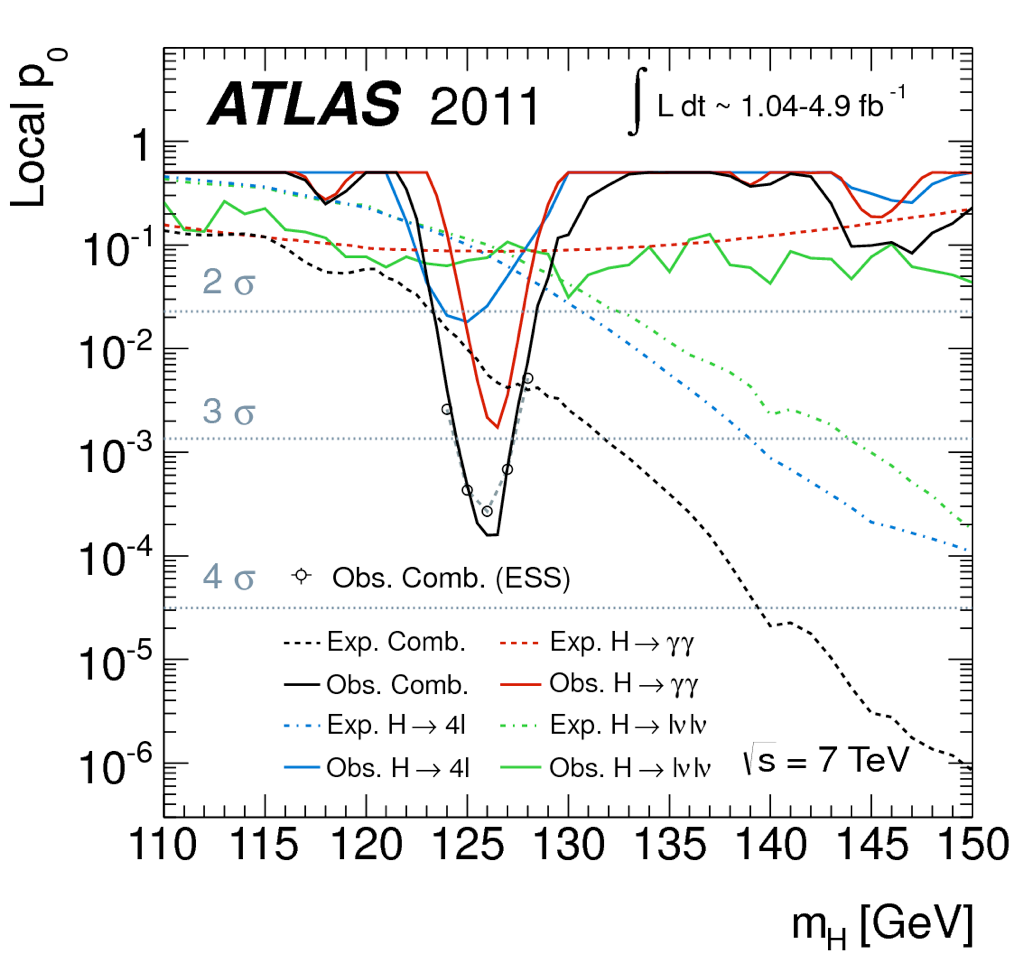 Local p0
ATLAS 2011
∫ L dt ~ 1.04-4.9 fb-1
1
10-1
2 σ
10-2
3 σ
10-3
10-4
4 σ
Obs. Comb. (ESS)
10-5
Exp. Comb.
Exp. H→γγ
Obs. Comb.
Obs. H→γγ
Exp. H→4l
Exp. H→lνlν
Obs. H→4l
Obs. H→lνlν
10-6
√s = 7 TeV
110 115 120 125 130 135 140 145 150
mH [GeV]